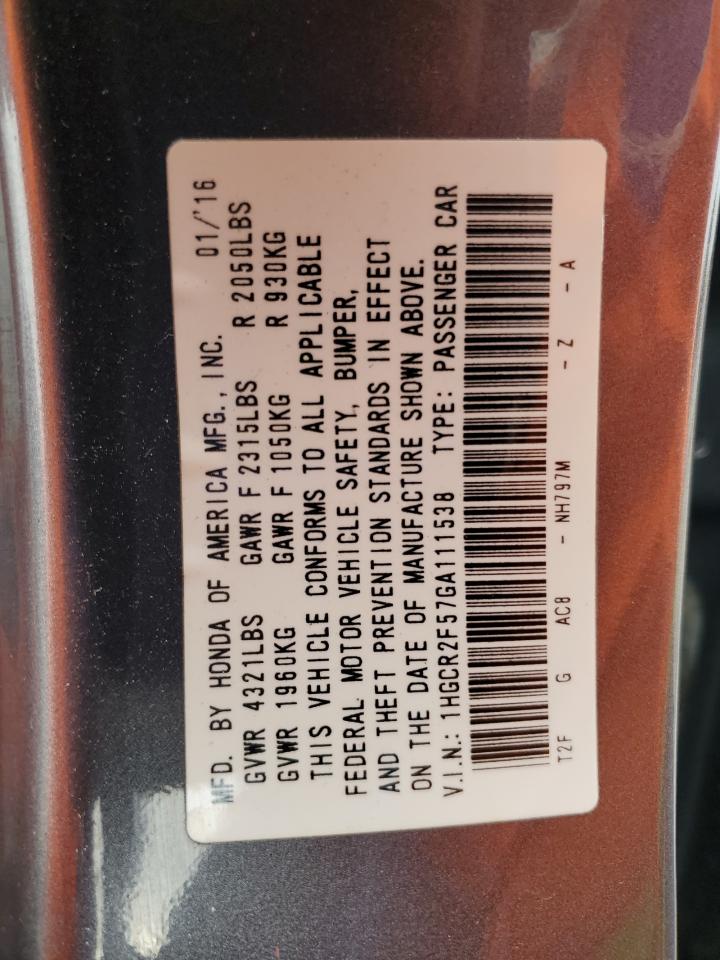 MFD. BY HONDA OF AMERICA MFG., INC. 01/'16
GVWR 4321LBS GAWR F 2315LBS R 2050LBS
GVWR 1960KG GAWR F 1050KG R 930KG
THIS VEHICLE CONFORMS TO ALL APPLICABLE
FEDERAL MOTOR VEHICLE SAFETY, BUMPER,
AND THEFT PREVENTION STANDARDS IN EFFECT
ON THE DATE OF MANUFACTURE SHOWN ABOVE.
V.I.N.: 1HGCR2F57GA111538 TYPE: PASSENGER CAR
T2F G AC8 - NH797M - Z - A